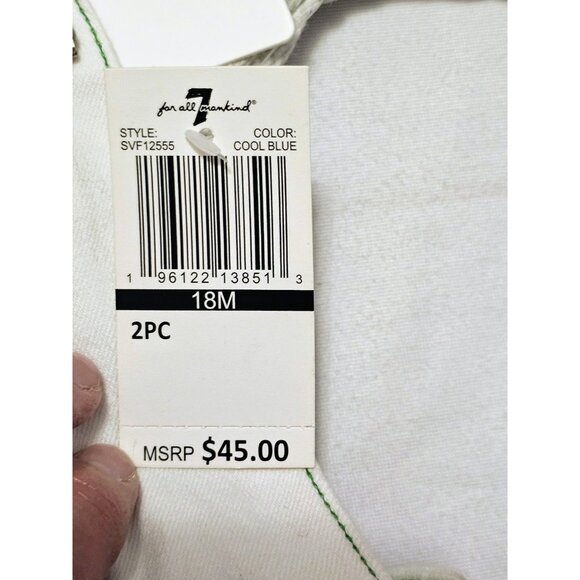 7
for all mankind®
STYLE: COLOR:
SVF12555 COOL BLUE
1 96122 13851 3
18M
2PC
MSRP $45.00